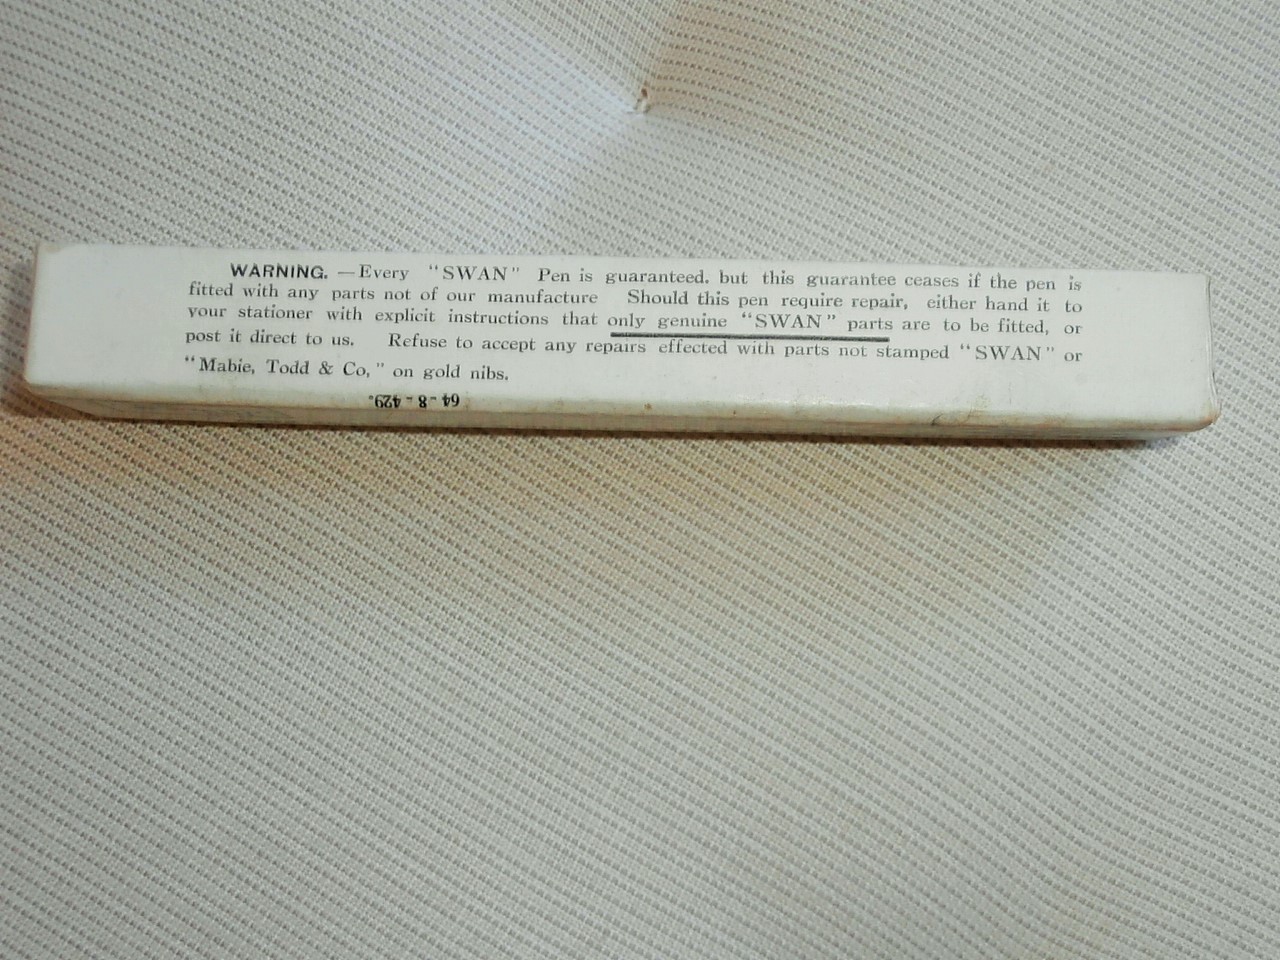 WARNING. — Every "SWAN" Pen is guaranteed. but this guarantee ceases if the pen is
fitted with any parts not of our manufacture Should this pen require repair, either hand it to
your stationer with explicit instructions that only genuine "SWAN" parts are to be fitted, or
post it direct to us. Refuse to accept any repairs effected with parts not stamped "SWAN" or
"Mabie, Todd & Co," on gold nibs.
64-8-429.